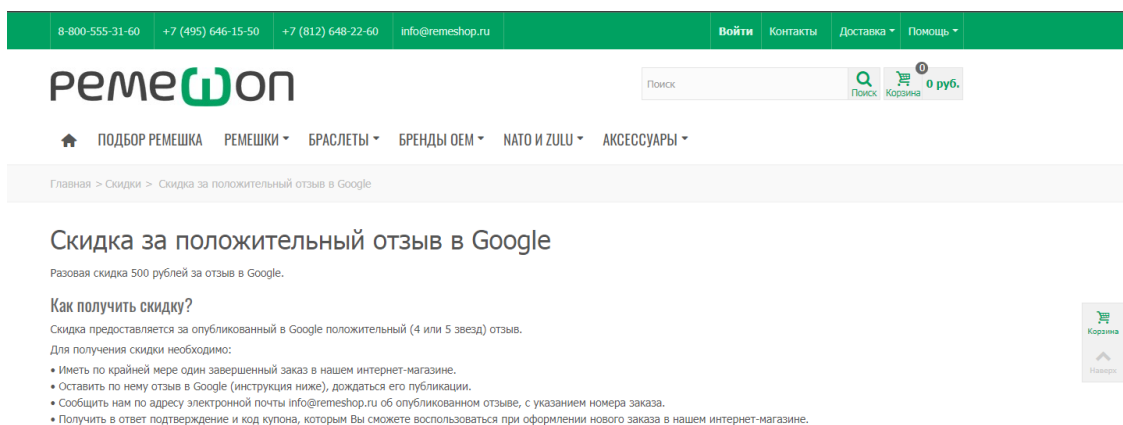 8-800-555-31-60 +7 (495) 646-15-50 +7 (812) 648-22-60 info@remeshop.ru Войти Контакты Доставка Помощь
ремешоп Поиск Поиск Корзина 0 0 руб.
ПОДБОР РЕМЕШКА РЕМЕШКИ БРАСЛЕТЫ БРЕНДЫ OEM NATO И ZULU АКСЕССУАРЫ
Главная > Скидки > Скидка за положительный отзыв в Google
Скидка за положительный отзыв в Google
Разовая скидка 500 рублей за отзыв в Google.
Как получить скидку?
Скидка предоставляется за опубликованный в Google положительный (4 или 5 звезд) отзыв.
Для получения скидки необходимо:
• Иметь по крайней мере один завершенный заказ в нашем интернет-магазине.
• Оставить по нему отзыв в Google (инструкция ниже), дождаться его публикации.
• Сообщить нам по адресу электронной почты info@remeshop.ru об опубликованном отзыве, с указанием номера заказа.
• Получить в ответ подтверждение и код купона, которым Вы сможете воспользоваться при оформлении нового заказа в нашем интернет-магазине.
Корзина
Наверх